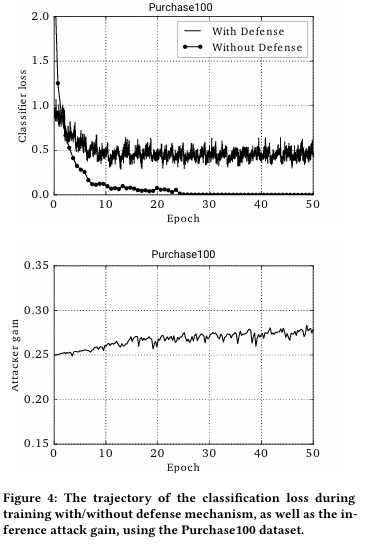 Purchase100
2.0
1.5
1.0
0.5
0.0
Classifier loss
With Defense
Without Defense
0 10 20 30 40 50
Epoch
Purchase100
0.35
0.30
0.25
0.20
0.15
Attacker gain
0 10 20 30 40 50
Epoch
Figure 4: The trajectory of the classification loss during
training with/without defense mechanism, as well as the in-
ference attack gain, using the Purchase100 dataset.